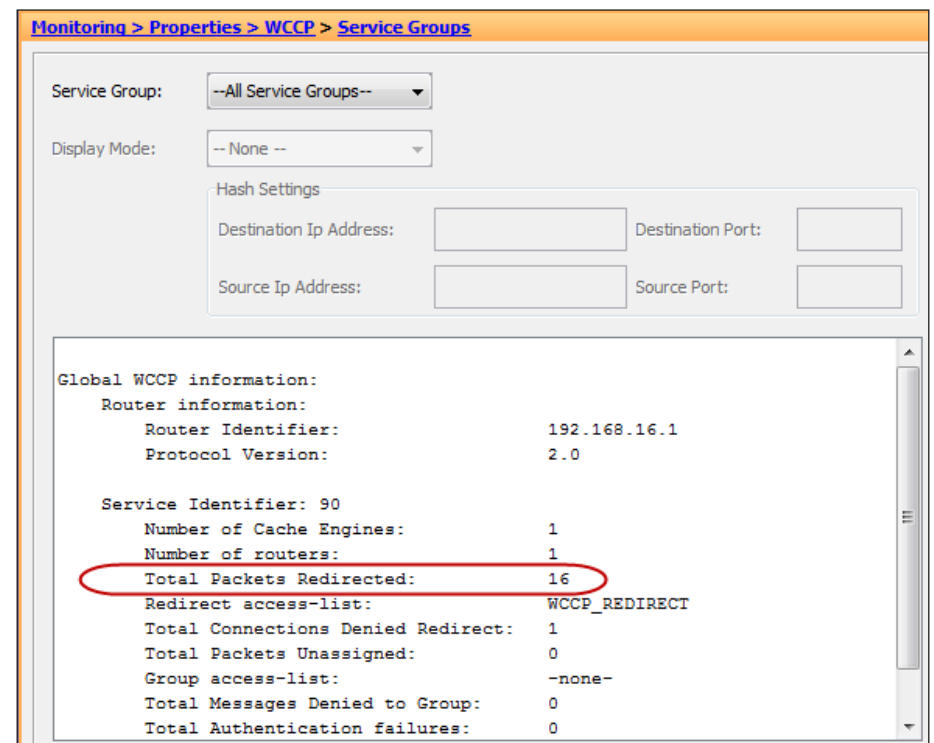 Monitoring > Properties > WCCP > Service Groups
Service Group: --All Service Groups--
Display Mode: -- None --
Hash Settings
Destination Ip Address: Destination Port:
Source Ip Address: Source Port:
Global WCCP information:
Router information:
Router Identifier: 192.168.16.1
Protocol Version: 2.0
Service Identifier: 90
Number of Cache Engines: 1
Number of routers: 1
Total Packets Redirected: 16
Redirect access-list: WCCP_REDIRECT
Total Connections Denied Redirect: 1
Total Packets Unassigned: 0
Group access-list: -none-
Total Messages Denied to Group: 0
Total Authentication failures: 0